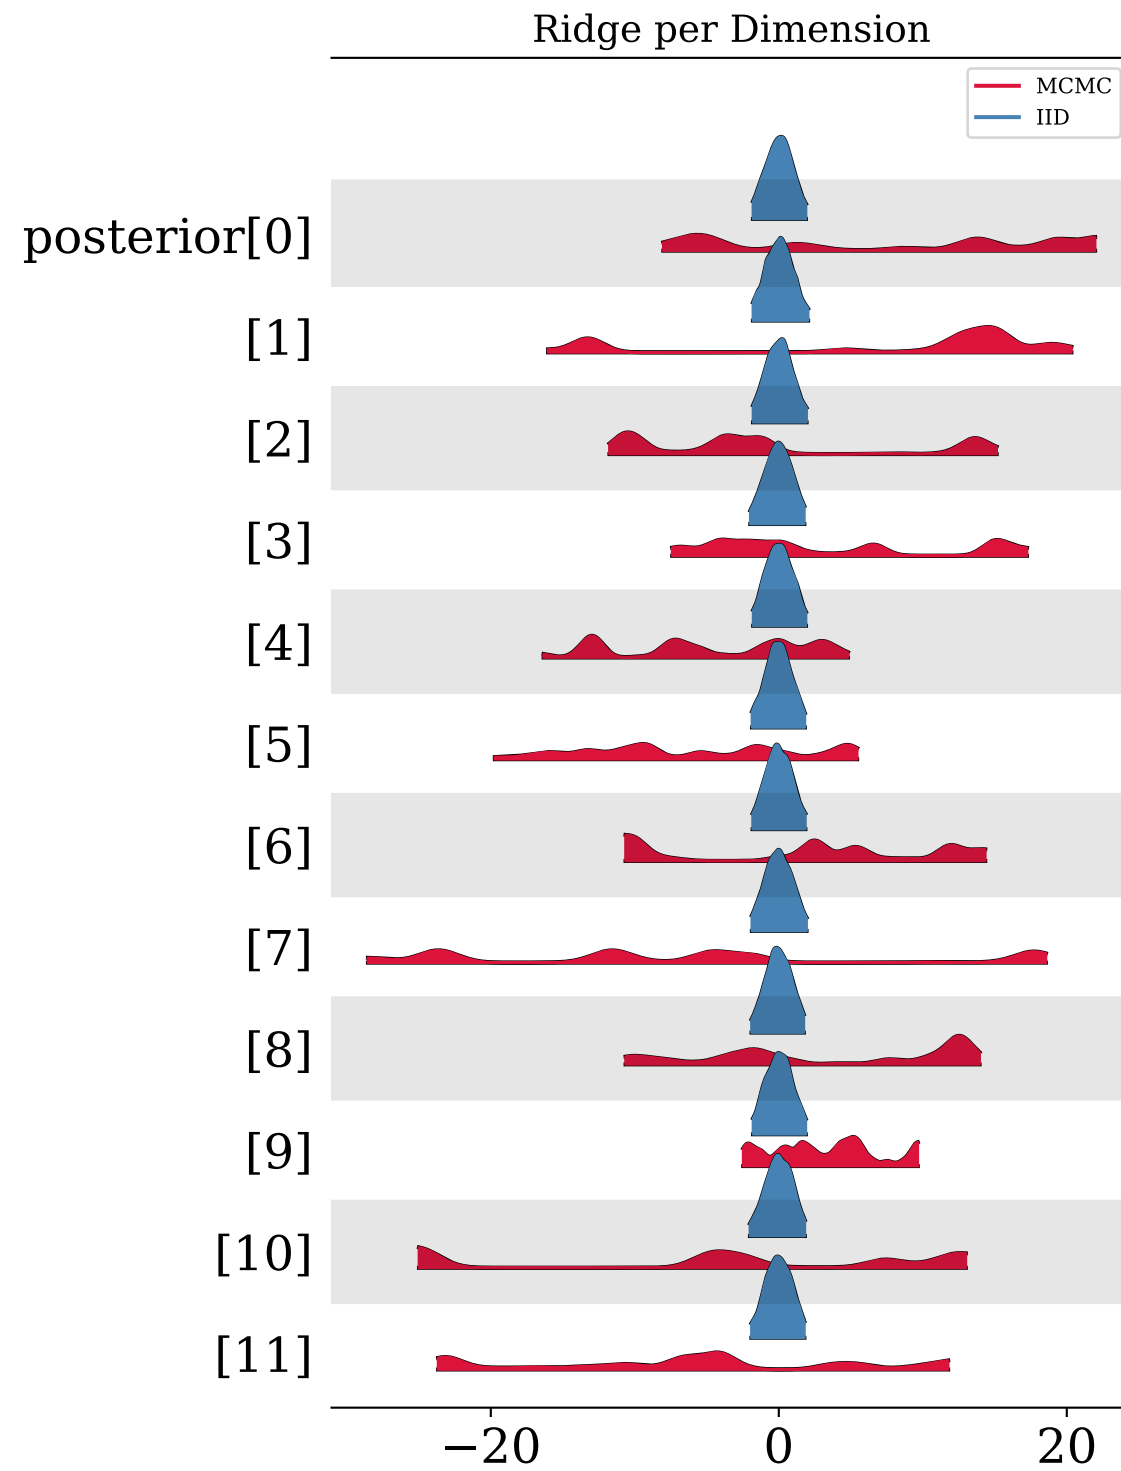 Ridge per Dimension
MCMC
IID
posterior[0]
[1]
[2]
[3]
[4]
[5]
[6]
[7]
[8]
[9]
[10]
[11]
−20 0 20